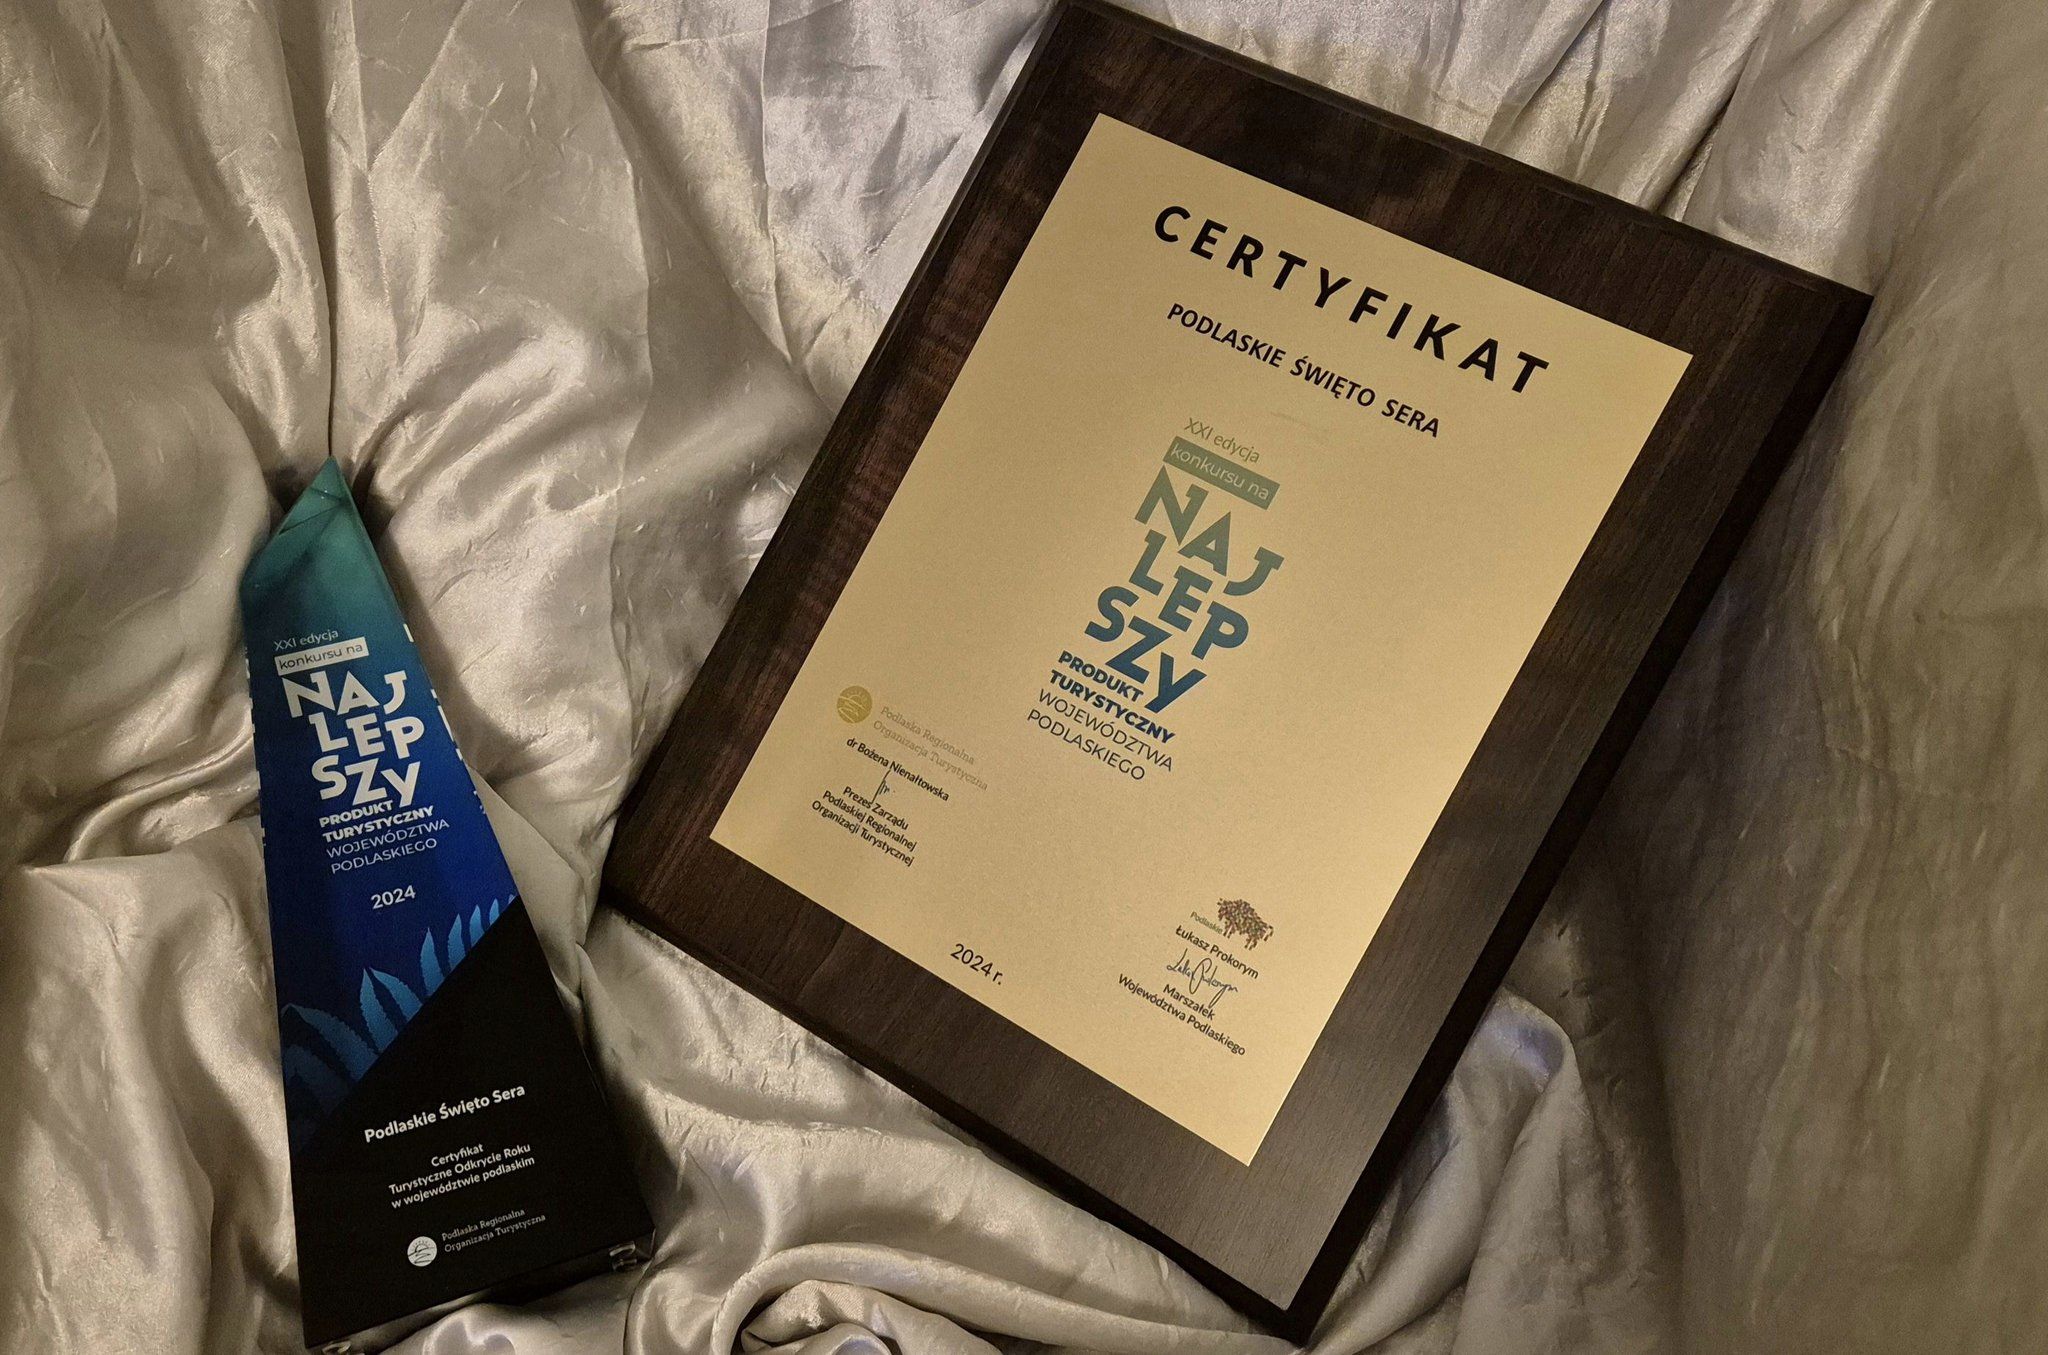 XXI edycja
konkursu na
NAJ
LEP
SZY
PRODUKT
TURYSTYCZNY
WOJEWÓDZTWA
PODLASKIEGO
2024
Podlaskie Święto Sera
Certyfikat
Turystyczne Odkrycie Roku
w województwie podlaskim
Podlaska Regionalna
Organizacja Turystyczna
CERTYFIKAT
PODLASKIE ŚWIĘTO SERA
XXI edycja
konkursu na
NAJ
LEP
SZY
PRODUKT
TURYSTYCZNY
WOJEWÓDZTWA
PODLASKIEGO
Podlaska Regionalna
Organizacja Turystyczna
dr Bożena Nienałtowska
Prezes Zarządu
Podlaskiej Regionalnej
Organizacji Turystycznej
2024 r.
Podlaskie
Łukasz Prokorym
Marszałek
Województwa Podlaskiego